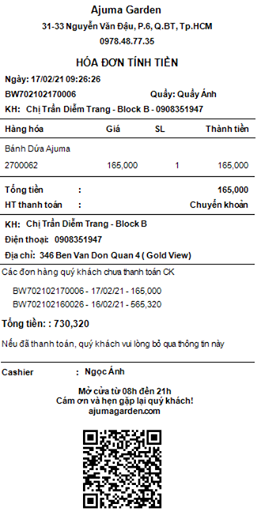 Ajuma Garden
31-33 Nguyễn Văn Đậu, P.6, Q.BT, Tp.HCM
0978.48.77.35
HÓA ĐƠN TÍNH TIỀN
Ngày: 17/02/21 09:26:26
BW702102170006 Quầy: Quầy Ánh
KH: Chị Trần Diễm Trang - Block B - 0908351947
Hàng hóa Giá SL Thành tiền
Bánh Dừa Ajuma
2700062 165,000 1 165,000
Tổng tiền : 165,000
HT thanh toán : Chuyển khoản
KH: Chị Trần Diễm Trang - Block B
Điện thoại: 0908351947
Địa chỉ: 346 Ben Van Don Quan 4 ( Gold View)
Các đơn hàng quý khách chưa thanh toán CK
BW702102170006 - 17/02/21 - 165,000
BW702102160026 - 16/02/21 - 565,320
Tổng tiền: : 730,320
Nếu đã thanh toán, quý khách vui lòng bỏ qua thông tin này
Cashier : Ngọc Ánh
Mở cửa từ 08h đến 21h
Cám ơn và hẹn gặp lại quý khách!
ajumagarden.com